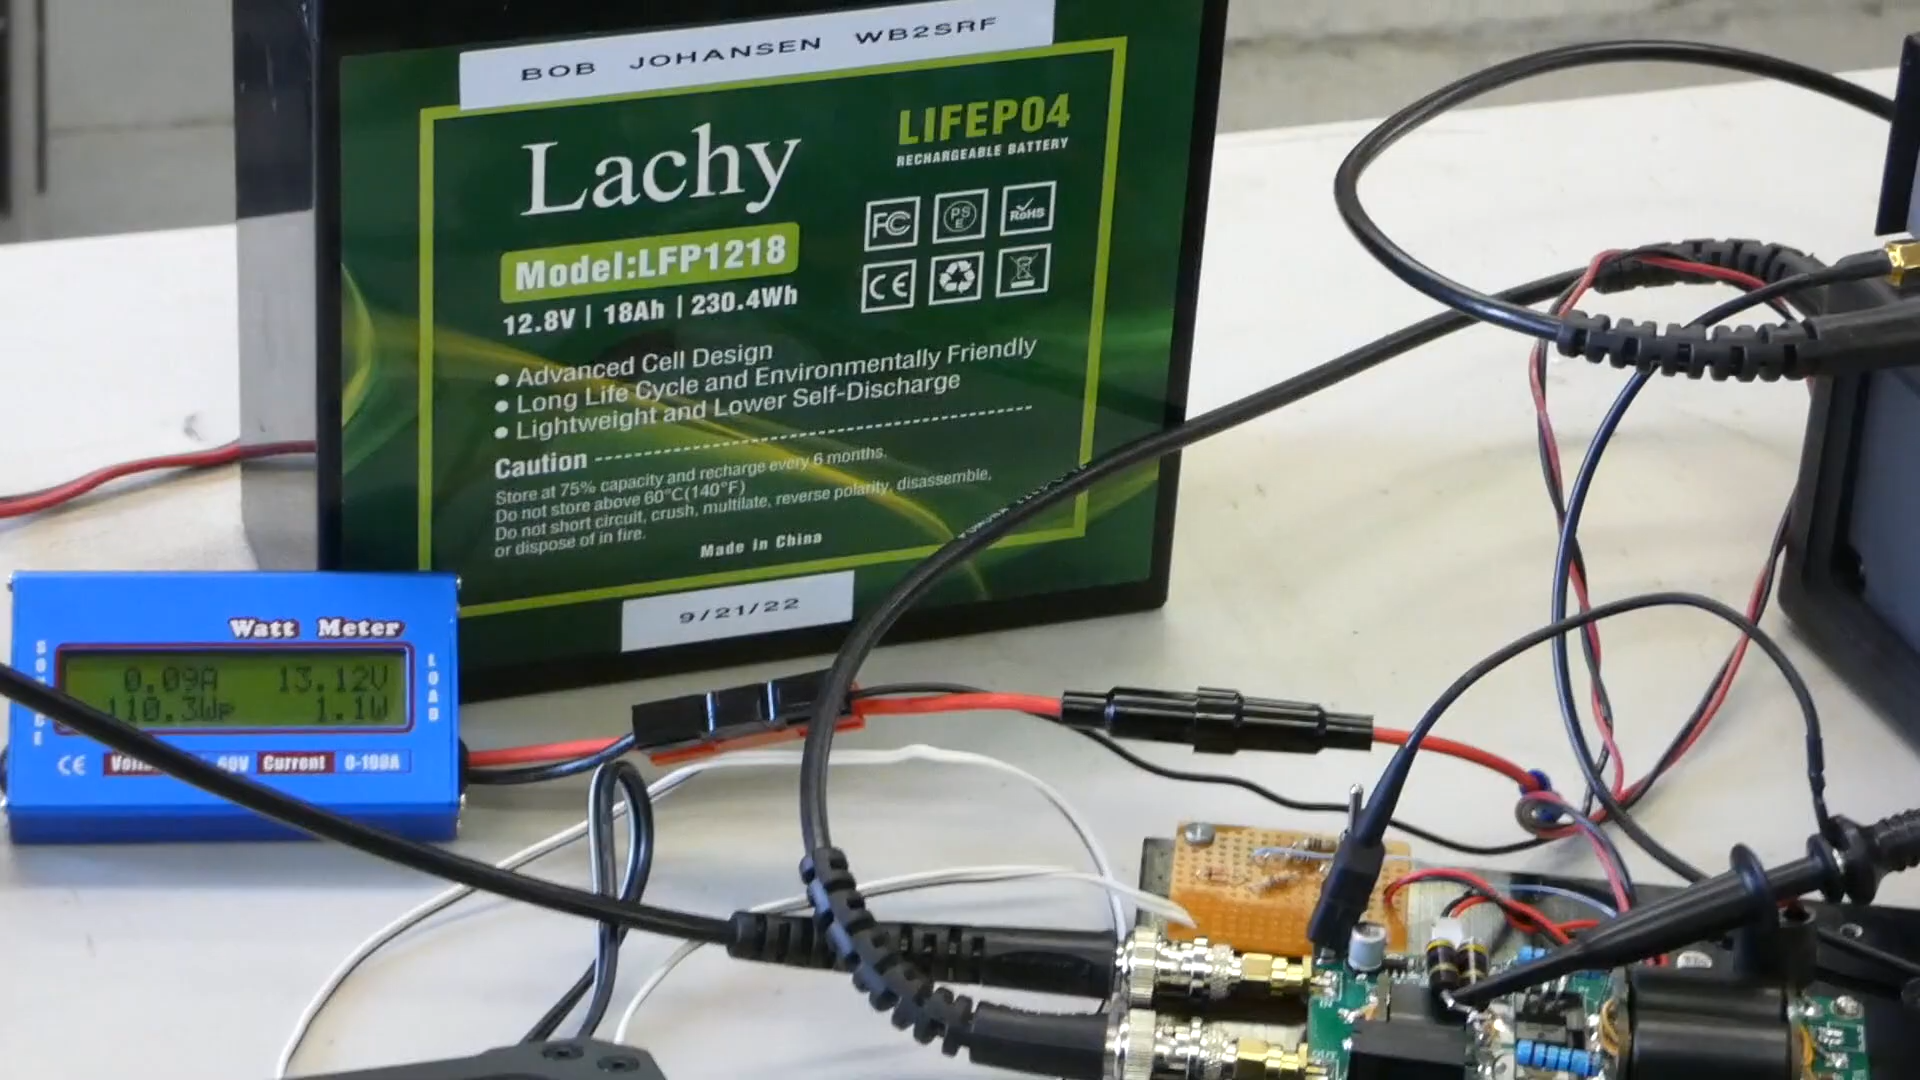 BOB JOHANSEN WB2SRF
Lachy
LIFEPO4
RECHARGEABLE BATTERY
FC
PS
E
RoHS
CE
Model:LFP1218
12.8V | 18Ah | 230.4Wh
● Advanced Cell Design
● Long Life Cycle and Environmentally Friendly
● Lightweight and Lower Self-Discharge
Caution
Store at 75% capacity and recharge every 6 months.
Do not store above 60°C(140°F)
Do not short circuit, crush, multilate, reverse polarity, disassemble,
or dispose of in fire.
Made In China
9/21/22
Watt Meter
LOAD
0.09A 13.12V
110.3Wp 1.1W
CE 60V Current 0-100A
OUT